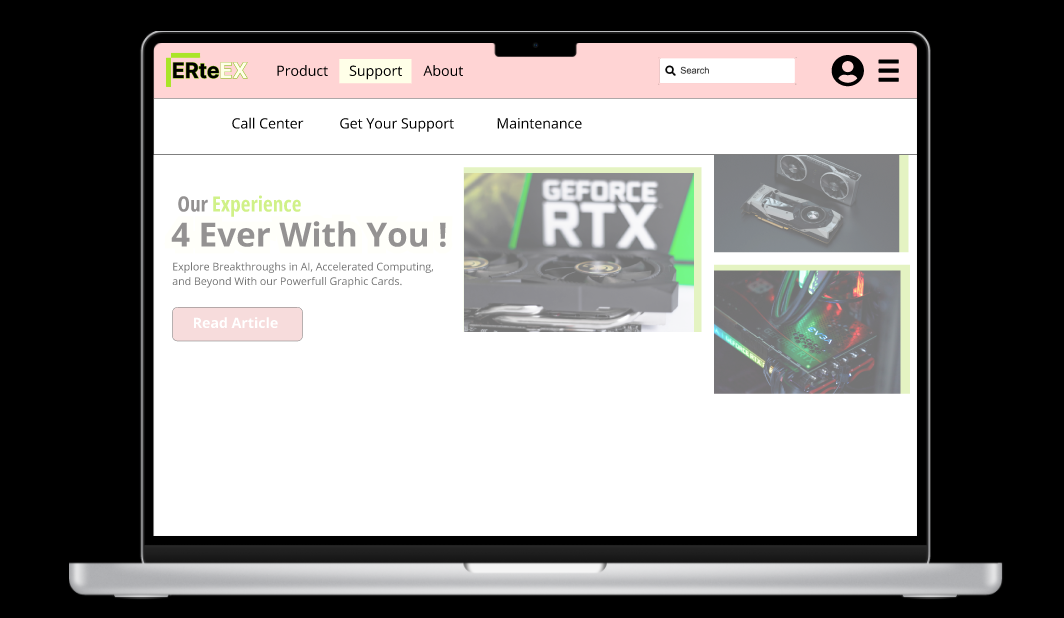 ERteEX
Product Support About
Search
Call Center Get Your Support Maintenance
Our Experience
4 Ever With You !
Explore Breakthroughs in AI, Accelerated Computing,
and Beyond With our Powerfull Graphic Cards.
Read Article
GEFORCE
RTX
EVGA